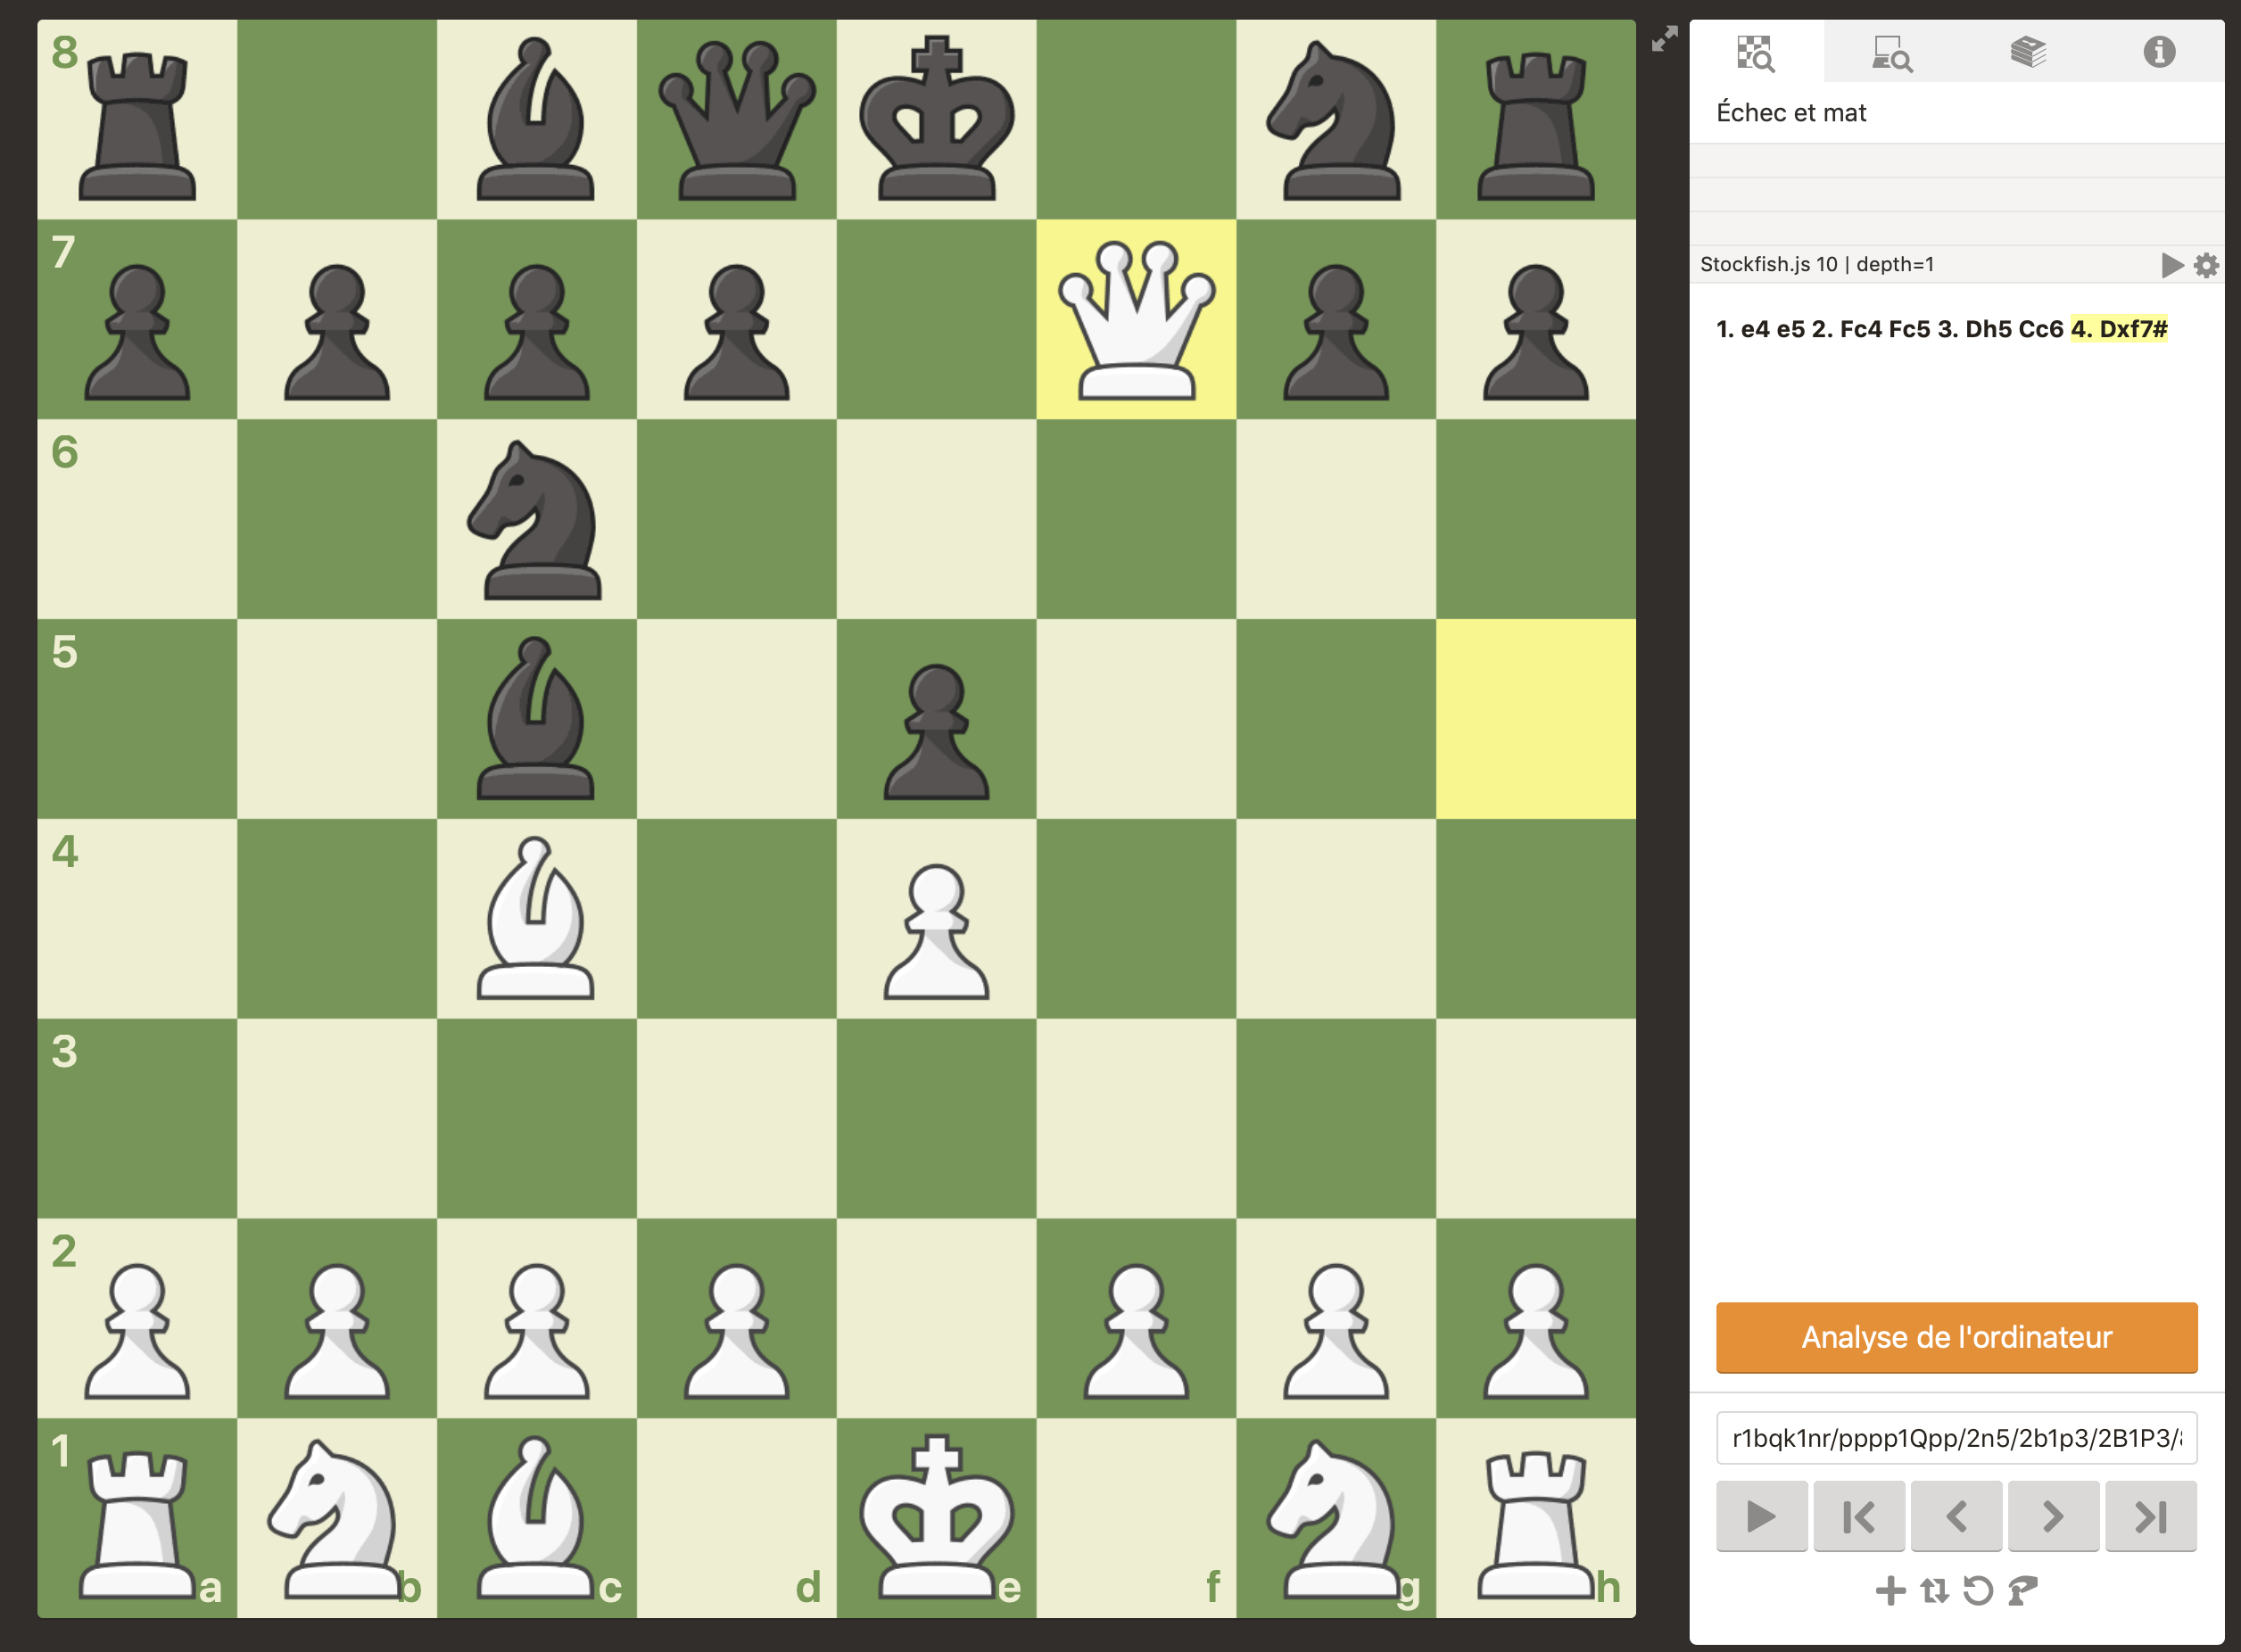 8
7
6
5
4
3
2
1
a b c d e f g h
Échec et mat
Stockfish.js 10 | depth=1
1. e4 e5 2. Fc4 Fc5 3. Dh5 Cc6 4. Dxf7#
Analyse de l'ordinateur
r1bqk1nr/pppp1Qpp/2n5/2b1p3/2B1P3/